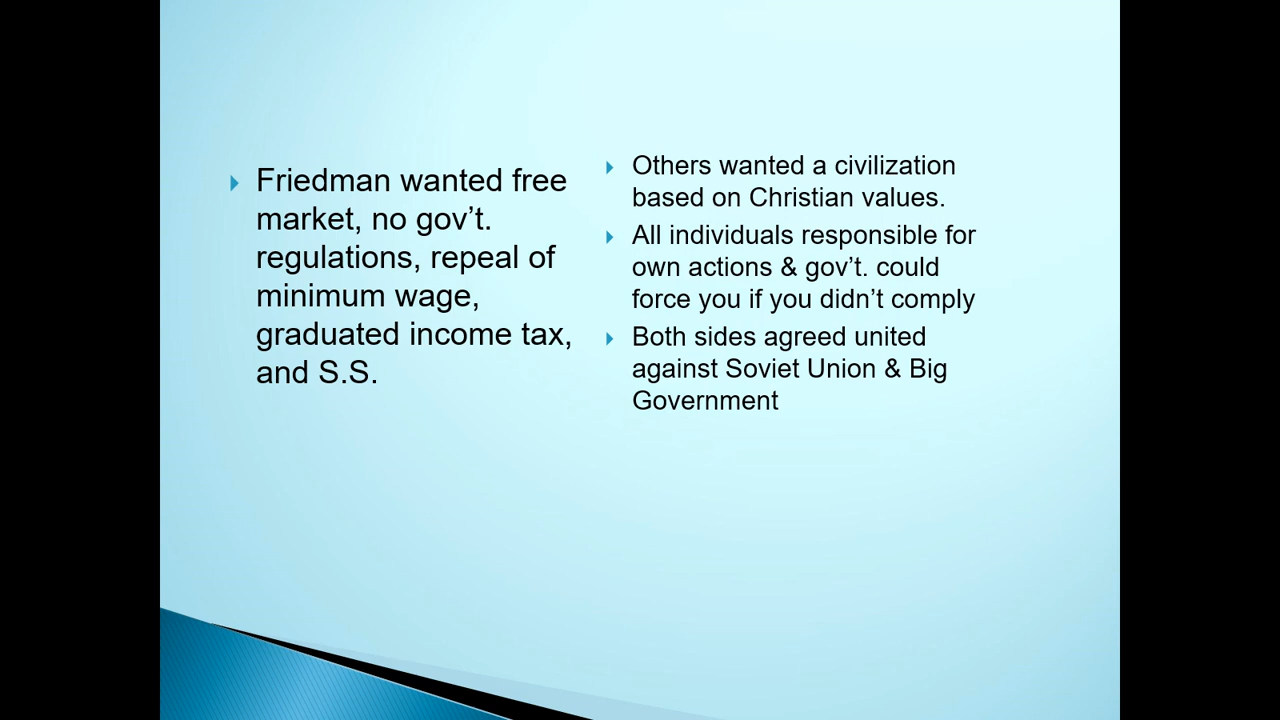 Friedman wanted free
market, no gov’t.
regulations, repeal of
minimum wage,
graduated income tax,
and S.S.
Others wanted a civilization
based on Christian values.
All individuals responsible for
own actions & gov’t. could
force you if you didn’t comply
Both sides agreed united
against Soviet Union & Big
Government